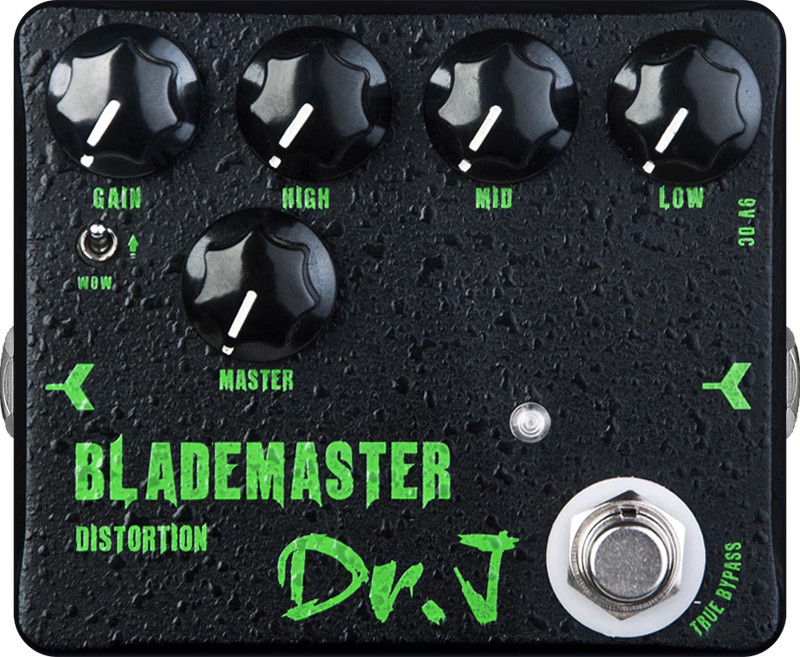 GAIN
HIGH
MID
LOW
9V-DC
WOW
MASTER
BLADEMASTER
DISTORTION
Dr.J
TRUE BYPASS